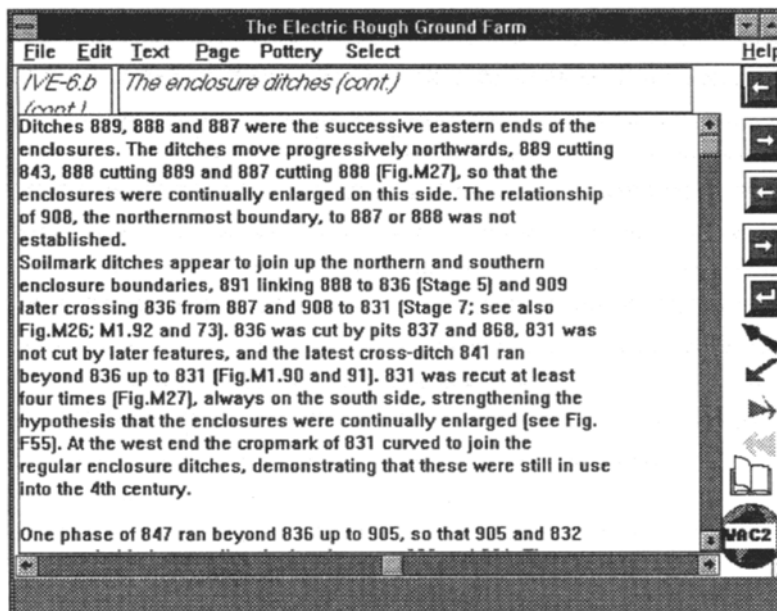 The Electric Rough Ground Farm
File Edit Text Page Pottery Select Help
IVE-6.b
(cont.)
The enclosure ditches (cont.)
Ditches 889, 888 and 887 were the successive eastern ends of the
enclosures. The ditches move progressively northwards, 889 cutting
843, 888 cutting 889 and 887 cutting 888 (Fig.M27), so that the
enclosures were continually enlarged on this side. The relationship
of 908, the northernmost boundary, to 887 or 888 was not
established.
Soilmark ditches appear to join up the northern and southern
enclosure boundaries, 891 linking 888 to 836 (Stage 5) and 909
later crossing 836 from 887 and 908 to 831 (Stage 7; see also
Fig.M26; M1.92 and 73). 836 was cut by pits 837 and 868, 831 was
not cut by later features, and the latest cross-ditch 841 ran
beyond 836 up to 831 (Fig.M1.90 and 91). 831 was recut at least
four times (Fig.M27), always on the south side, strengthening the
hypothesis that the enclosures were continually enlarged (see Fig.
F55). At the west end the cropmark of 831 curved to join the
regular enclosure ditches, demonstrating that these were still in use
into the 4th century.
One phase of 847 ran beyond 836 up to 905, so that 905 and 832
WAC2